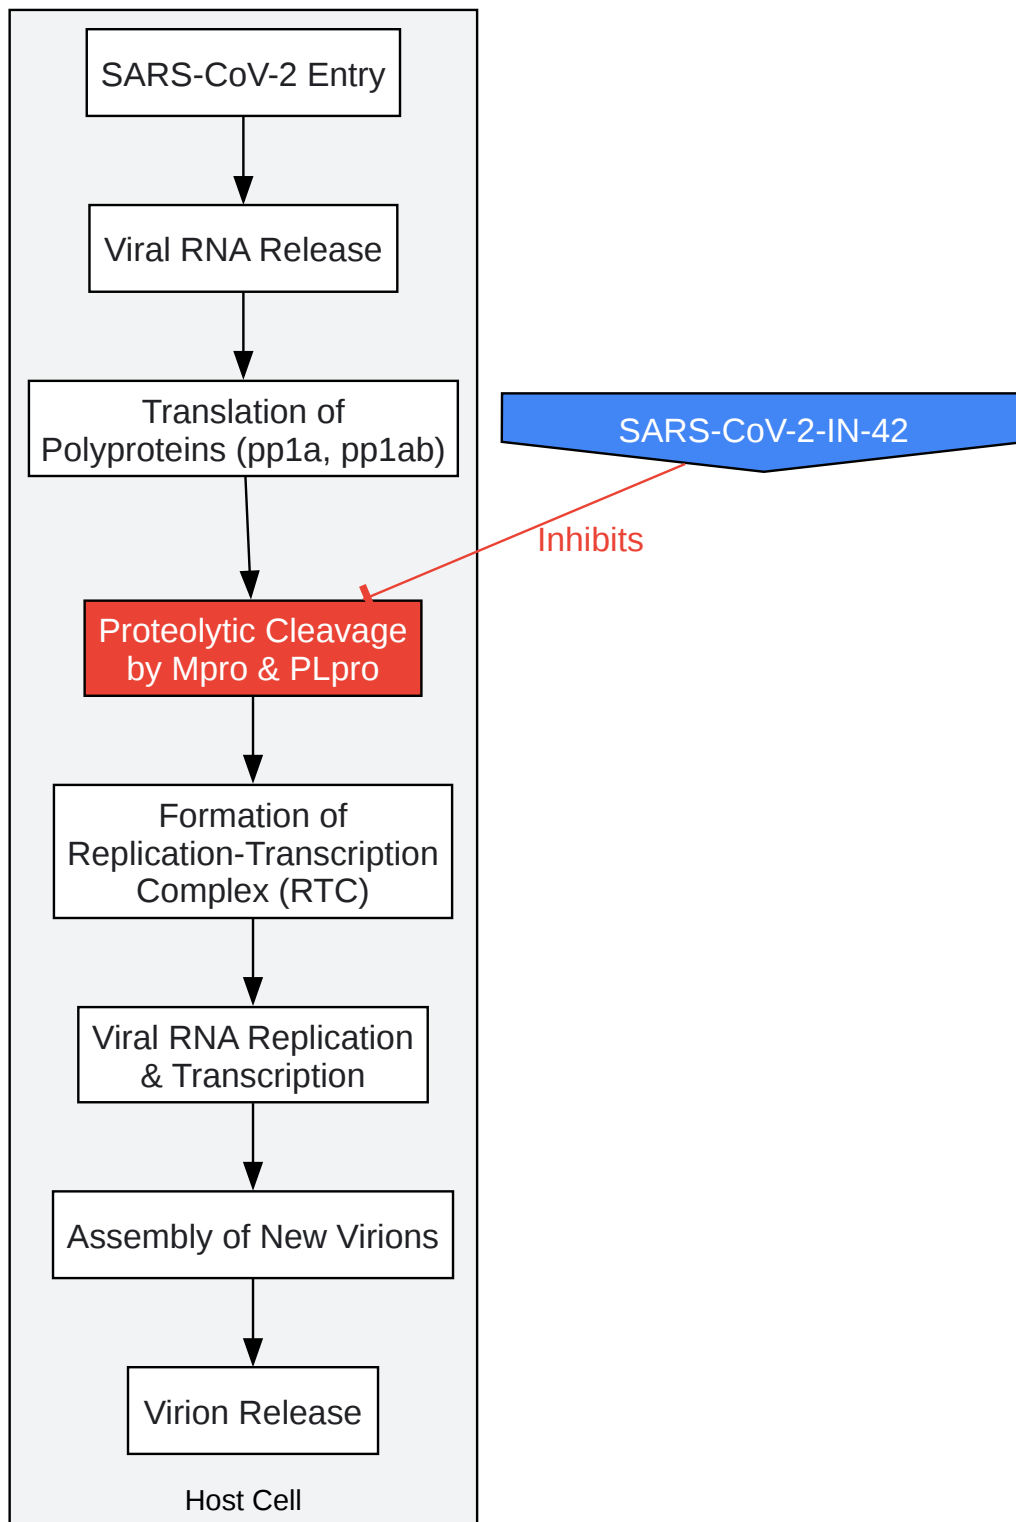 SARS-CoV-2 Entry
Viral RNA Release
Translation of
Polyproteins (pp1a, pp1ab)
SARS-CoV-2-IN-42
Inhibits
Proteolytic Cleavage
by Mpro & PLpro
Formation of
Replication-Transcription
Complex (RTC)
Viral RNA Replication
& Transcription
Assembly of New Virions
Virion Release
Host Cell